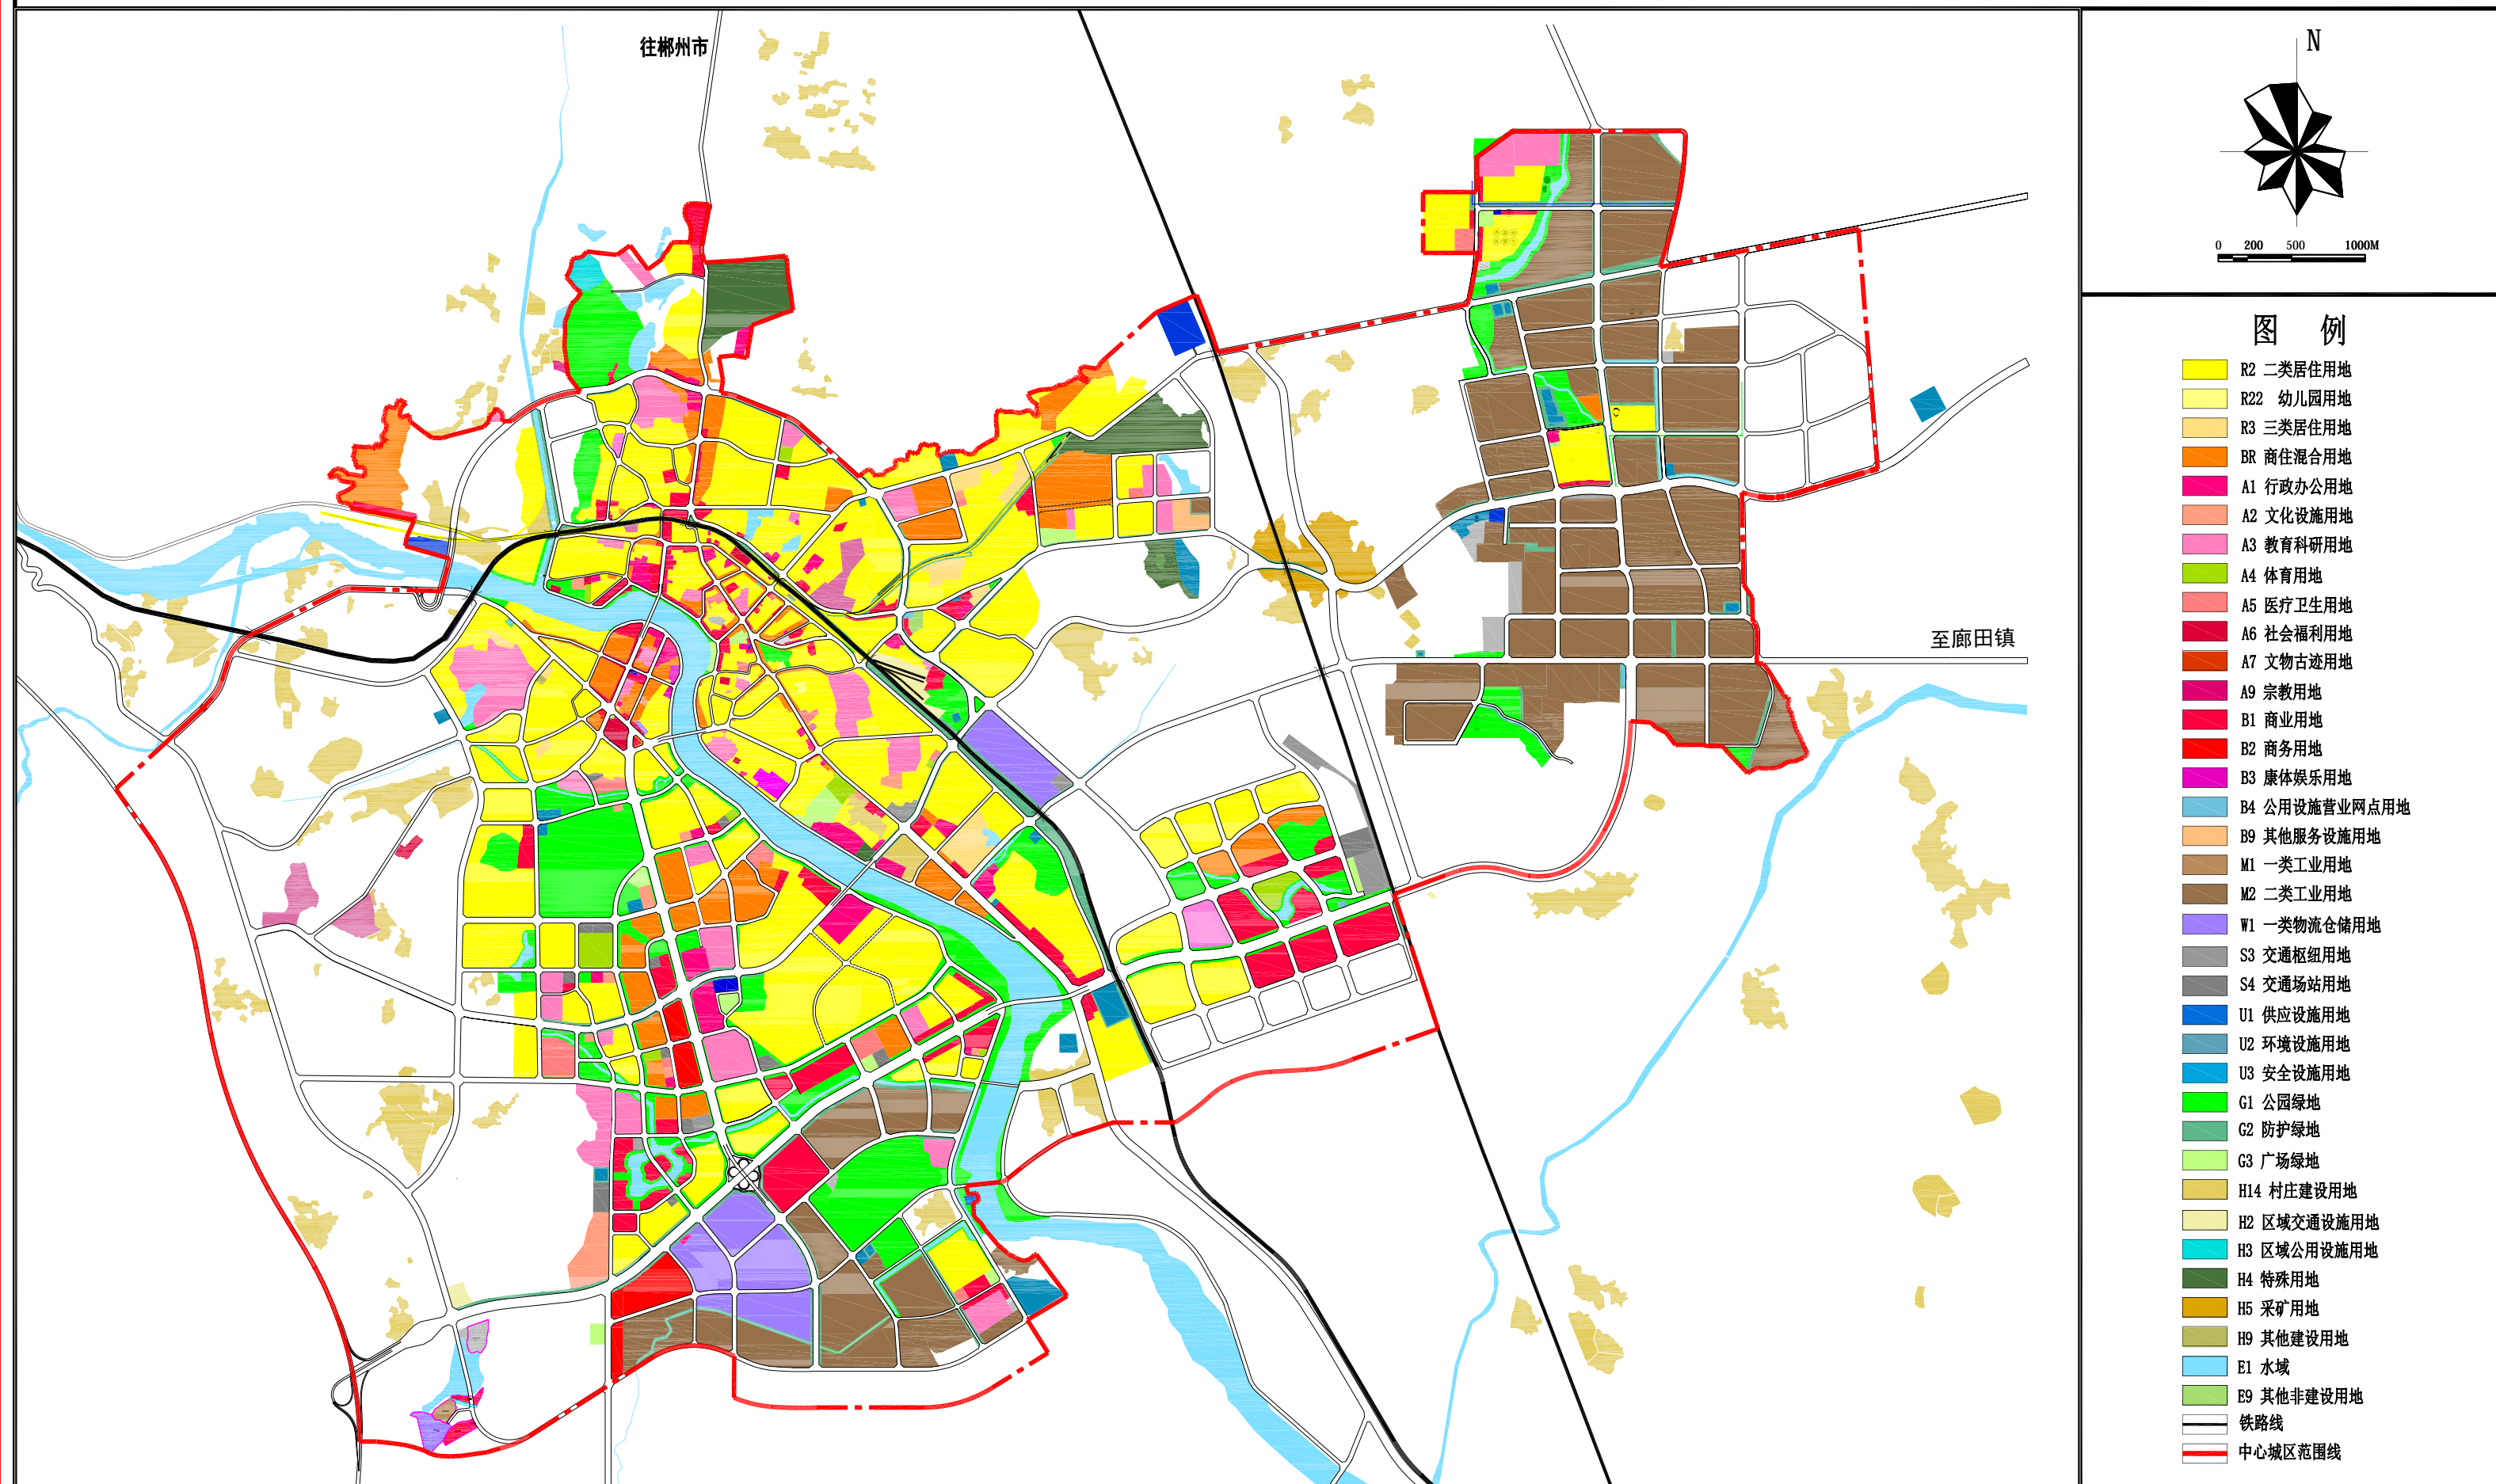 往郴州市
至廊田镇
N
0 200 500 1000M
图 例
R2 二类居住用地
R22 幼儿园用地
R3 三类居住用地
BR 商住混合用地
A1 行政办公用地
A2 文化设施用地
A3 教育科研用地
A4 体育用地
A5 医疗卫生用地
A6 社会福利用地
A7 文物古迹用地
A9 宗教用地
B1 商业用地
B2 商务用地
B3 康体娱乐用地
B4 公用设施营业网点用地
B9 其他服务设施用地
M1 一类工业用地
M2 二类工业用地
W1 一类物流仓储用地
S3 交通枢纽用地
S4 交通场站用地
U1 供应设施用地
U2 环境设施用地
U3 安全设施用地
G1 公园绿地
G2 防护绿地
G3 广场绿地
H14 村庄建设用地
H2 区域交通设施用地
H3 区域公用设施用地
H4 特殊用地
H5 采矿用地
H9 其他建设用地
E1 水域
E9 其他非建设用地
铁路线
中心城区范围线